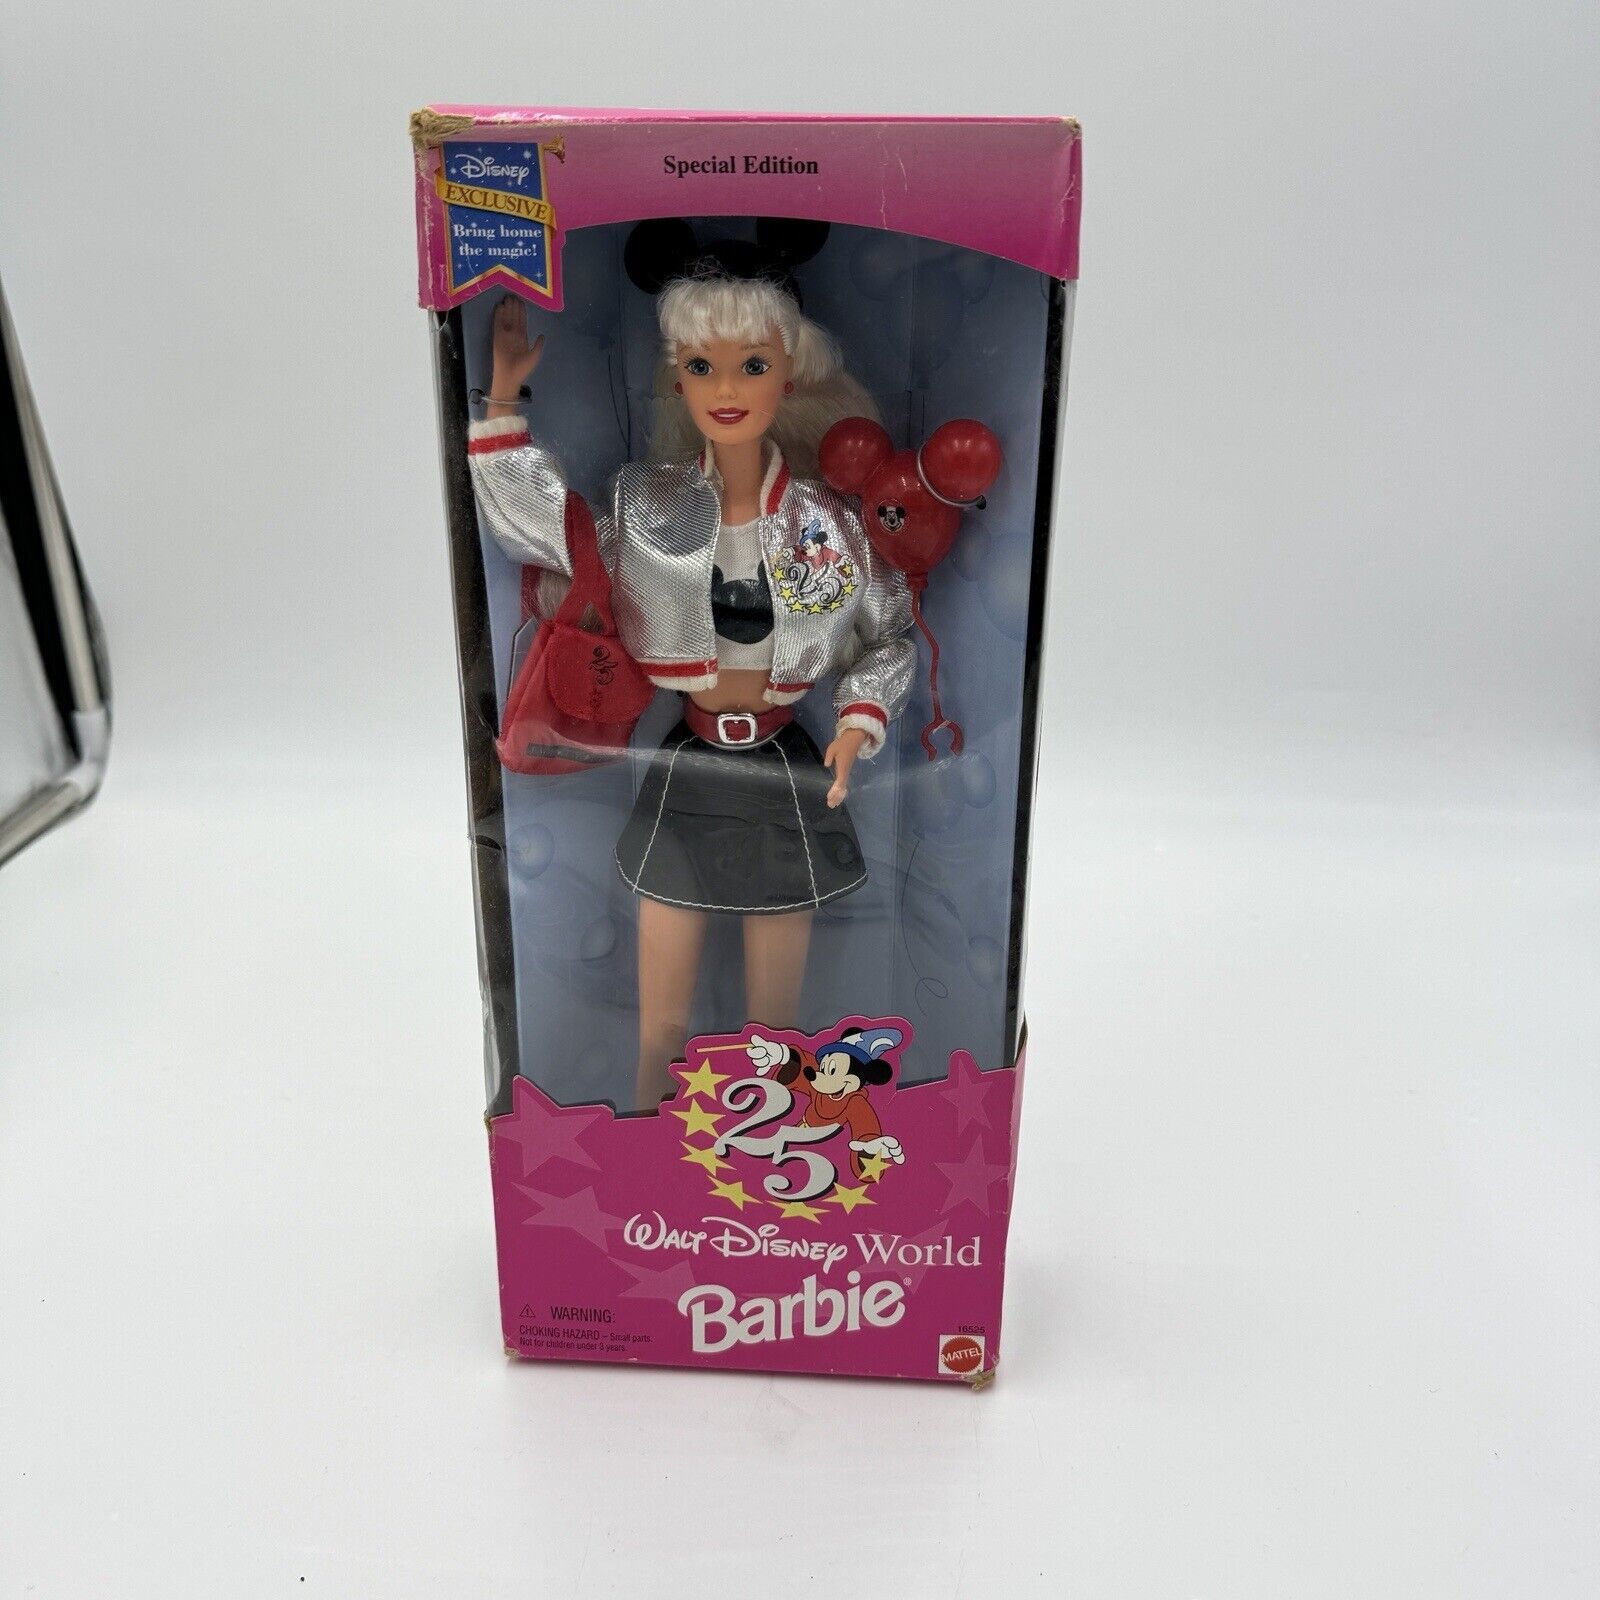 Special Edition
Disney
EXCLUSIVE
Bring home
the magic!
25
25
25
WALT DISNEY World
Barbie®
WARNING:
CHOKING HAZARD – Small parts.
Not for children under 3 years.
16525
MATTEL